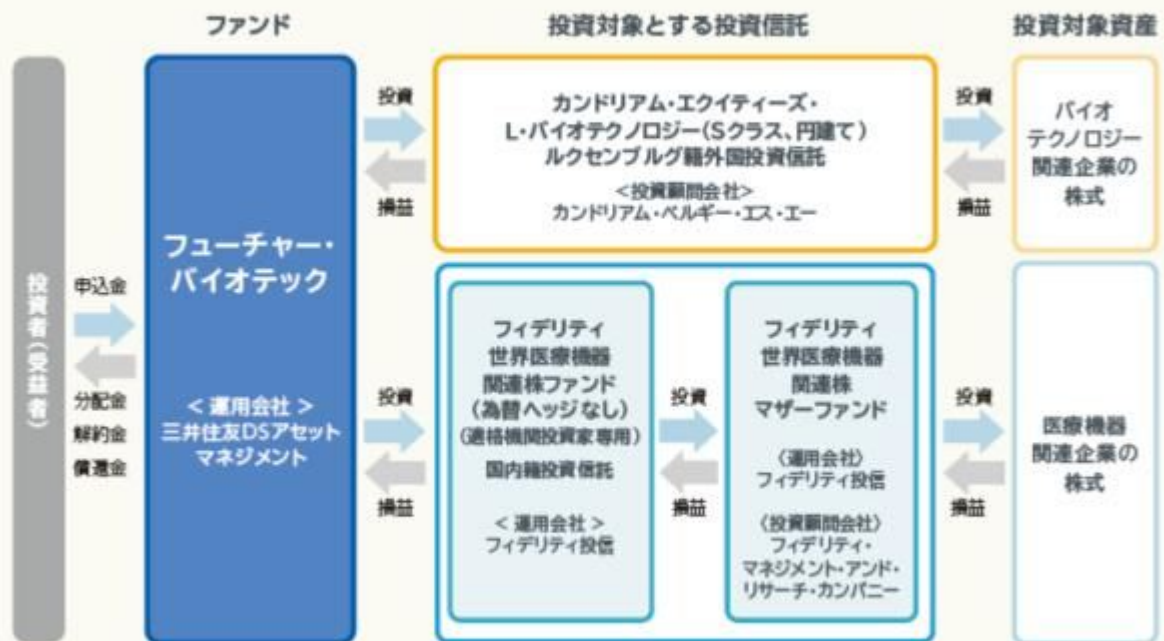 ファンド
投資対象とする投資信託
投資対象資産
投資者(受益者)
申込金
分配金
解約金
償還金
フューチャー・
バイオテック
< 運用会社 >
三井住友DSアセット
マネジメント
投資
損益
カンドリアム・エクイティーズ・
L・バイオテクノロジー(Sクラス、円建て)
ルクセンブルグ籍外国投資信託
<投資顧問会社>
カンドリアム・ベルギー・エス・エー
投資
損益
バイオ
テクノロジー
関連企業の
株式
投資
損益
フィデリティ
世界医療機器
関連株ファンド
(為替ヘッジなし)
(適格機関投資家専用)
国内籍投資信託
< 運用会社 >
フィデリティ投信
投資
損益
フィデリティ
世界医療機器
関連株
マザーファンド
〈運用会社〉
フィデリティ投信
〈投資顧問会社〉
フィデリティ・
マネジメント・アンド・
リサーチ・カンパニー
投資
損益
医療機器
関連企業の
株式